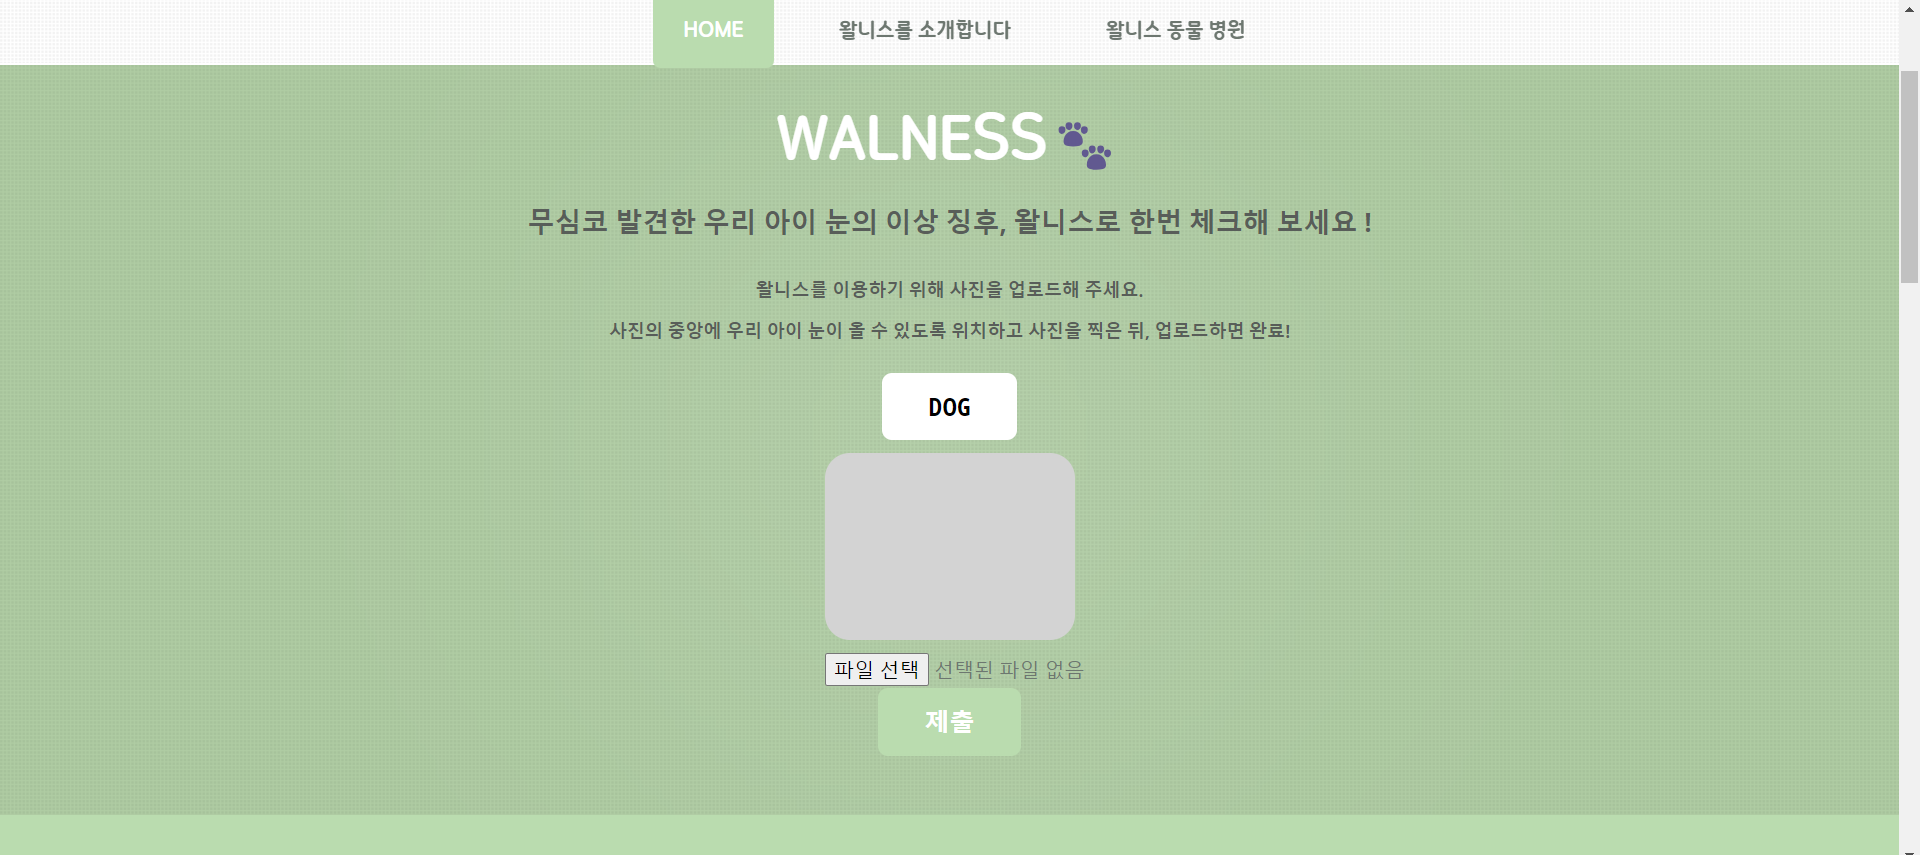 HOME 왈니스를 소개합니다 왈니스 동물 병원
WALNESS
무심코 발견한 우리 아이 눈의 이상 징후, 왈니스로 한번 체크해 보세요 !
왈니스를 이용하기 위해 사진을 업로드해 주세요.
사진의 중앙에 우리 아이 눈이 올 수 있도록 위치하고 사진을 찍은 뒤, 업로드하면 완료!
DOG
파일 선택 선택된 파일 없음
제출